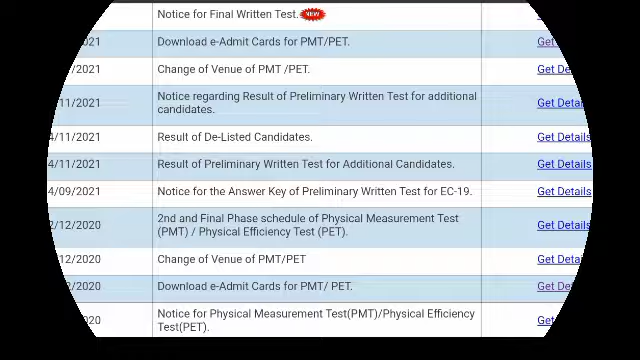 Notice for Final Written Test. NEW
021 Download e-Admit Cards for PMT/PET. Get
/2021 Change of Venue of PMT /PET. Get De
11/2021 Notice regarding Result of Preliminary Written Test for additional Get Details
candidates.
4/11/2021 Result of De-Listed Candidates. Get Details
4/11/2021 Result of Preliminary Written Test for Additional Candidates. Get Details
4/09/2021 Notice for the Answer Key of Preliminary Written Test for EC-19. Get Details
2/12/2020 2nd and Final Phase schedule of Physical Measurement Test Get Details
(PMT) / Physical Efficiency Test (PET).
/12/2020 Change of Venue of PMT/PET Get Details
2/2020 Download e-Admit Cards for PMT/ PET. Get De
020 Notice for Physical Measurement Test(PMT)/Physical Efficiency Get
Test(PET).